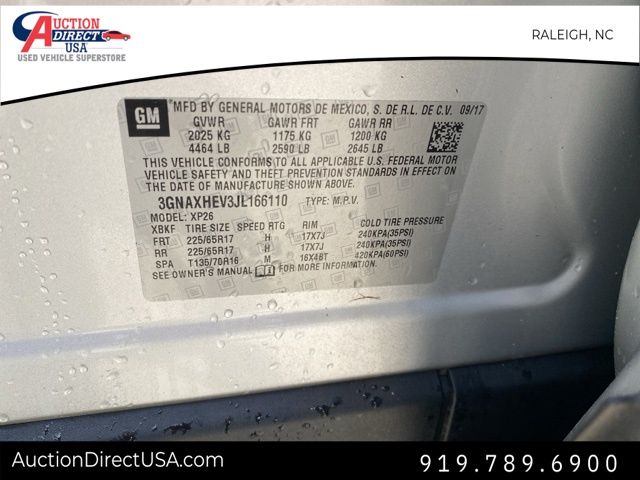 AUCTION
DIRECT
USA
USED VEHICLE SUPERSTORE
RALEIGH, NC
GM
MFD BY GENERAL MOTORS DE MEXICO, S. DE R.L. DE C.V. 09/17
GVWR GAWR FRT GAWR RR
2025 KG 1175 KG 1200 KG
4464 LB 2590 LB 2645 LB
THIS VEHICLE CONFORMS TO ALL APPLICABLE U.S. FEDERAL MOTOR
VEHICLE SAFETY AND THEFT PREVENTION STANDARDS IN EFFECT ON
THE DATE OF MANUFACTURE SHOWN ABOVE.
3GNAXHEV3JL166110 TYPE: M.P.V.
MODEL: XP26
XBKF TIRE SIZE SPEED RTG RIM COLD TIRE PRESSURE
FRT 225/65R17 H 17X7J 240KPA(35PSI)
RR 225/65R17 H 17X7J 240KPA(35PSI)
SPA T135/70R16 M 16X4BT 420KPA(60PSI)
SEE OWNER'S MANUAL FOR MORE INFORMATION.
AuctionDirectUSA.com
919.789.6900